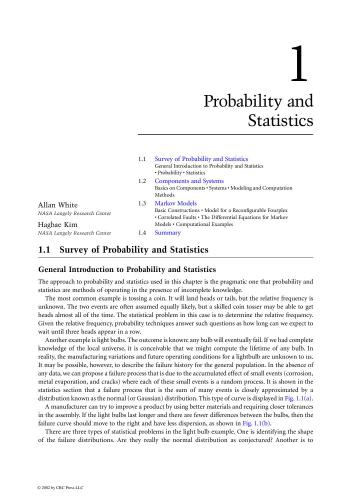 1
Probability and
Statistics
1.1 Survey of Probability and Statistics
General Introduction to Probability and Statistics
• Probability • Statistics
1.2 Components and Systems
Basics on Components • Systems • Modeling and Computation
Methods
1.3 Markov Models
Basic Constructions • Model for a Reconfigurable Fourplex
• Correlated Faults • The Differential Equations for Markov
Models • Computational Examples
1.4 Summary
Allan White
NASA Langely Research Center
Hagbae Kim
NASA Langely Research Center
1.1 Survey of Probability and Statistics
General Introduction to Probability and Statistics
The approach to probability and statistics used in this chapter is the pragmatic one that probability and
statistics are methods of operating in the presence of incomplete knowledge.
The most common example is tossing a coin. It will land heads or tails, but the relative frequency is
unknown. The two events are often assumed equally likely, but a skilled coin tosser may be able to get
heads almost all of the time. The statistical problem in this case is to determine the relative frequency.
Given the relative frequency, probability techniques answer such questions as how long can we expect to
wait until three heads appear in a row.
Another example is light bulbs. The outcome is known: any bulb will eventually fail. If we had complete
knowledge of the local universe, it is conceivable that we might compute the lifetime of any bulb. In
reality, the manufacturing variations and future operating conditions for a lightbulb are unknown to us.
It may be possible, however, to describe the failure history for the general population. In the absence of
any data, we can propose a failure process that is due to the accumulated effect of small events (corrosion,
metal evaporation, and cracks) where each of these small events is a random process. It is shown in the
statistics section that a failure process that is the sum of many events is closely approximated by a
distribution known as the normal (or Gaussian) distribution. This type of curve is displayed in Fig. 1.1(a).
A manufacturer can try to improve a product by using better materials and requiring closer tolerances
in the assembly. If the light bulbs last longer and there are fewer differences between the bulbs, then the
failure curve should move to the right and have less dispersion, as shown in Fig. 1.1(b).
There are three types of statistical problems in the light bulb example. One is identifying the shape
of the failure distributions. Are they really the normal distribution as conjectured? Another is to
© 2002 by CRC Press LLC